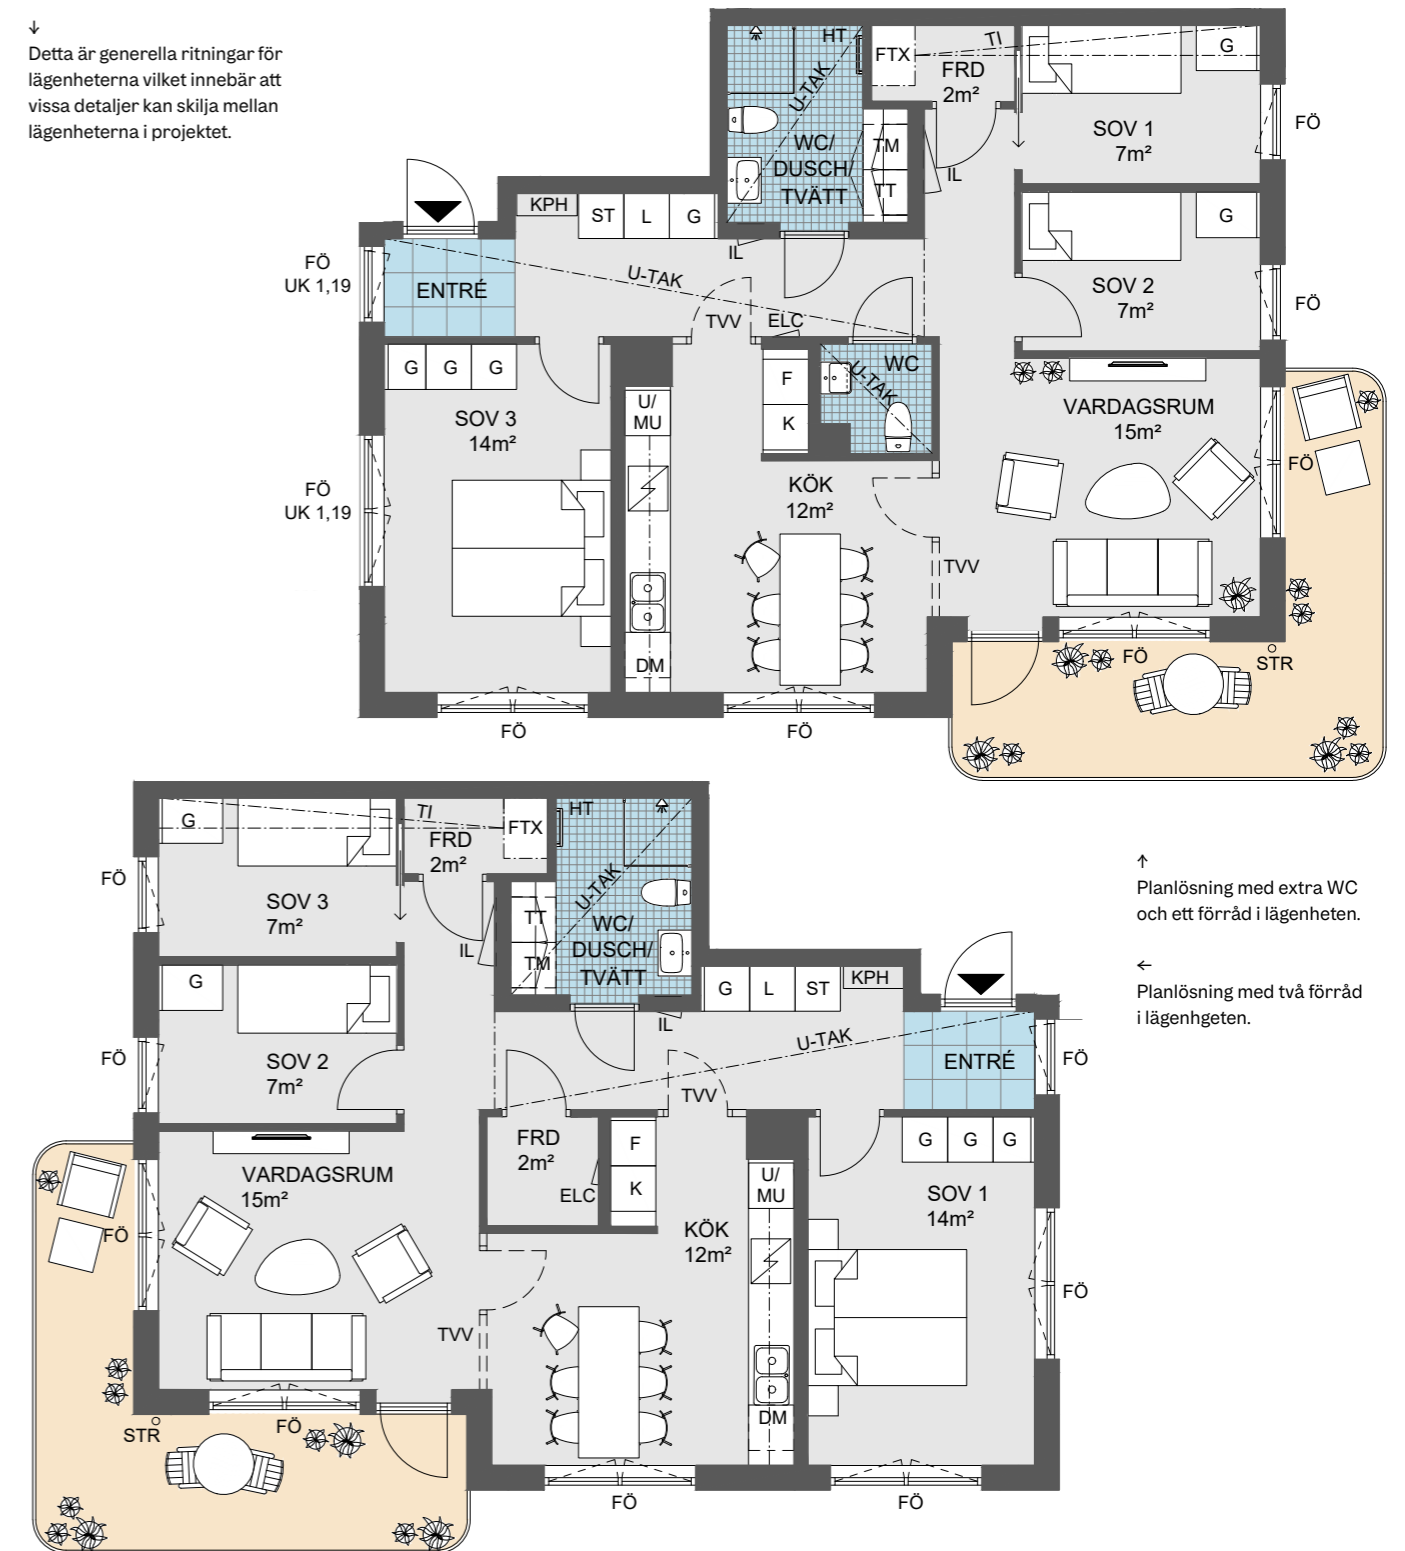 ↓
Detta är generella ritningar för
lägenheterna vilket innebär att
vissa detaljer kan skilja mellan
lägenheterna i projektet.
HT
FTX
TI
G
FRD
2m²
U-TAK
SOV 1
7m²
FÖ
WC/
DUSCH/
TVÄTT
TM
TT
IL
KPH
ST
L
G
G
IL
FÖ
UK 1,19
ENTRÉ
U-TAK
SOV 2
7m²
FÖ
TVV
ELC
G
G
G
F
K
WC
U-TAK
U/
MU
SOV 3
14m²
VARDAGSRUM
15m²
FÖ
FÖ
UK 1,19
KÖK
12m²
TVV
DM
FÖ
STR
FÖ
FÖ
G
TI
FRD
2m²
FTX
HT
U-TAK
FÖ
SOV 3
7m²
TT
TM
WC/
DUSCH/
TVÄTT
IL
G
G
L
ST
KPH
IL
FÖ
SOV 2
7m²
U-TAK
ENTRÉ
FÖ
TVV
FRD
2m²
ELC
F
K
G
G
G
VARDAGSRUM
15m²
U/
MU
SOV 1
14m²
FÖ
KÖK
12m²
FÖ
TVV
DM
STR
FÖ
FÖ
FÖ
↑
Planlösning med extra WC
och ett förråd i lägenheten.
←
Planlösning med två förråd
i lägenhgeten.